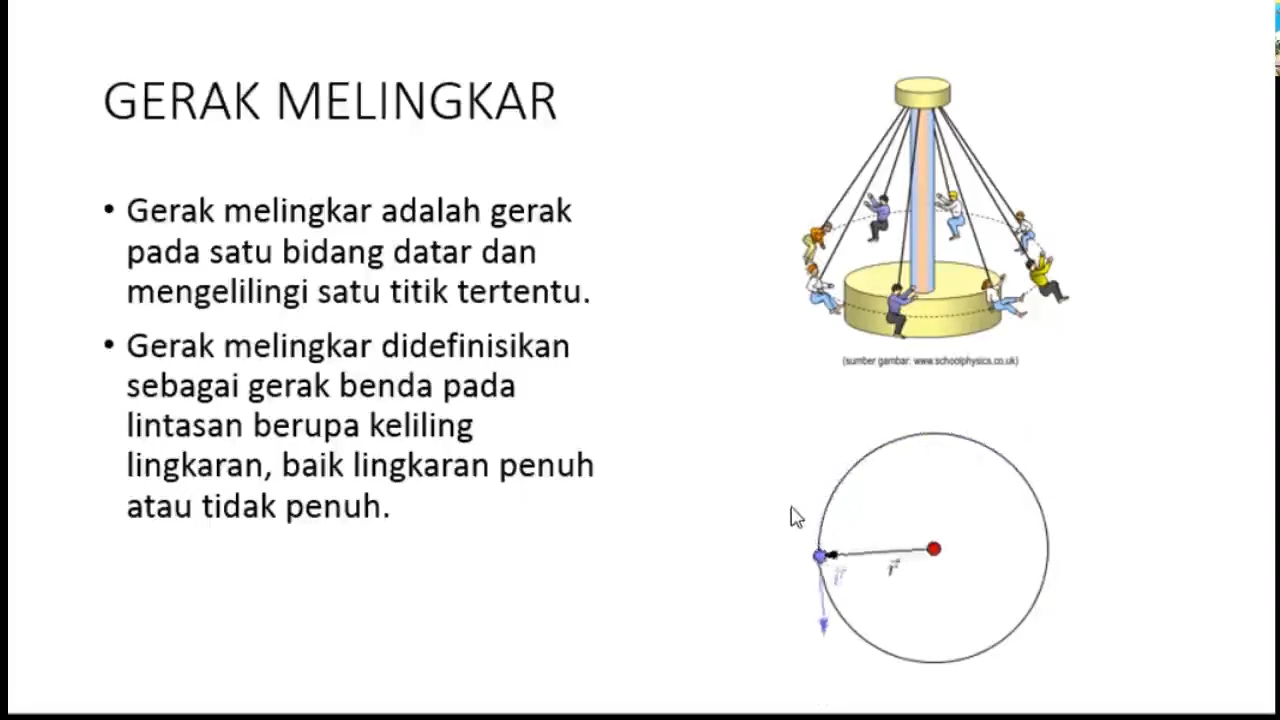 GERAK MELINGKAR
• Gerak melingkar adalah gerak
pada satu bidang datar dan
mengelilingi satu titik tertentu.
• Gerak melingkar didefinisikan
sebagai gerak benda pada
lintasan berupa keliling
lingkaran, baik lingkaran penuh
atau tidak penuh.
(sumber gambar: www.schoolphysics.co.uk)
r